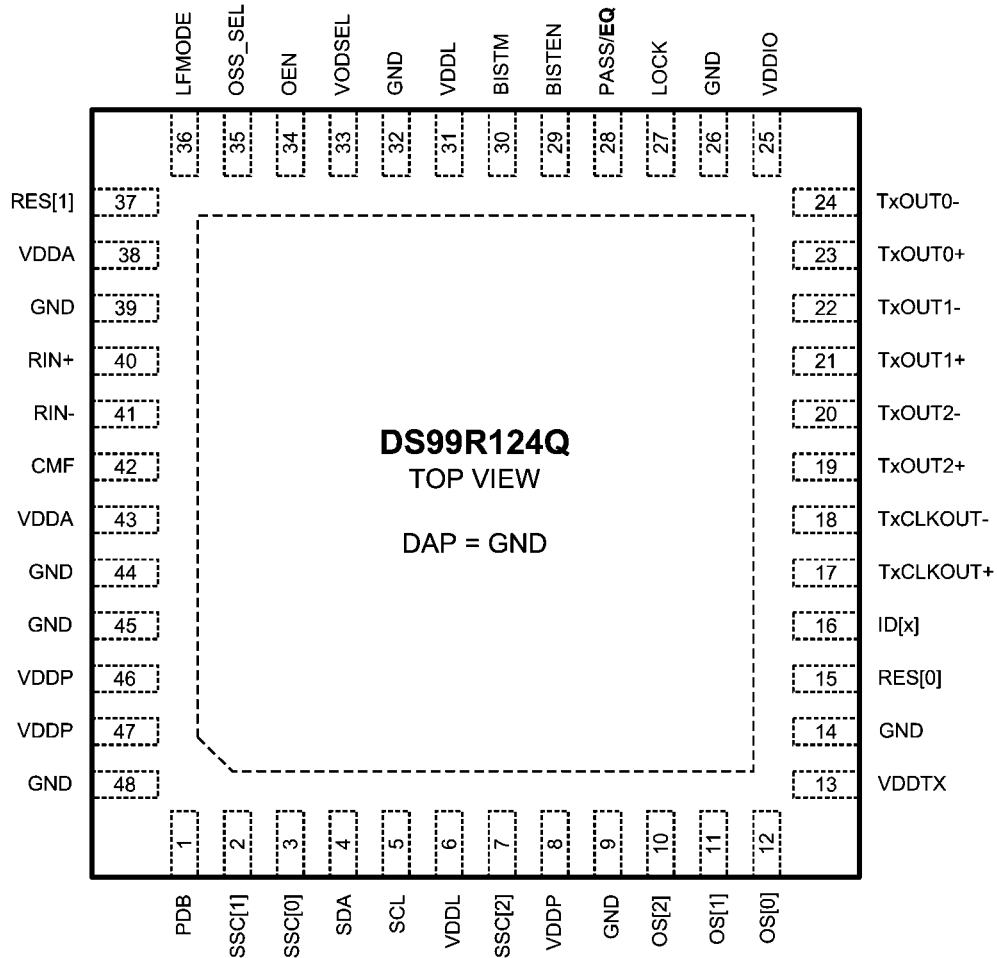 LFMODE
OSS_SEL
OEN
VODSEL
GND
VDDL
BISTM
BISTEN
PASS/EQ
LOCK
GND
VDDIO
36
35
34
33
32
31
30
29
28
27
26
25
RES[1] 37
VDDA 38
GND 39
RIN+ 40
RIN- 41
CMF 42
VDDA 43
GND 44
GND 45
VDDP 46
VDDP 47
GND 48
DS99R124Q
TOP VIEW
DAP = GND
24 TxOUT0-
23 TxOUT0+
22 TxOUT1-
21 TxOUT1+
20 TxOUT2-
19 TxOUT2+
18 TxCLKOUT-
17 TxCLKOUT+
16 ID[x]
15 RES[0]
14 GND
13 VDDTX
1
2
3
4
5
6
7
8
9
10
11
12
PDB
SSC[1]
SSC[0]
SDA
SCL
VDDL
SSC[2]
VDDP
GND
OS[2]
OS[1]
OS[0]